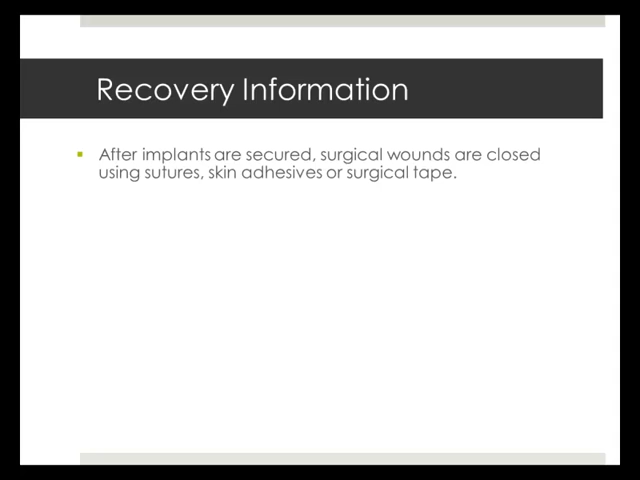 Recovery Information
After implants are secured, surgical wounds are closed
using sutures, skin adhesives or surgical tape.